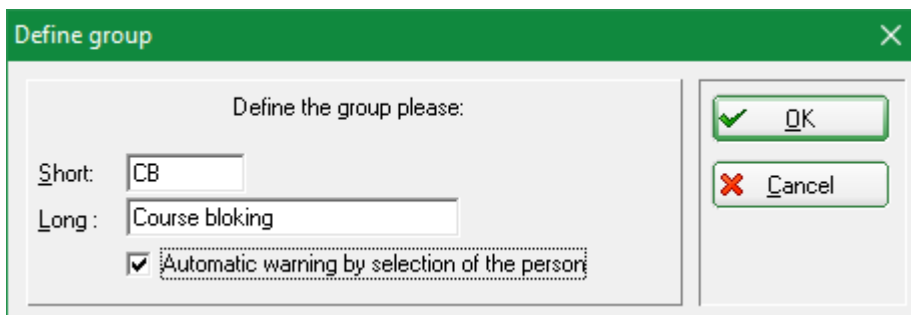 Define group
Define the group please:
Short: CB
Long : Course bloking
Automatic warning by selection of the person
OK
Cancel